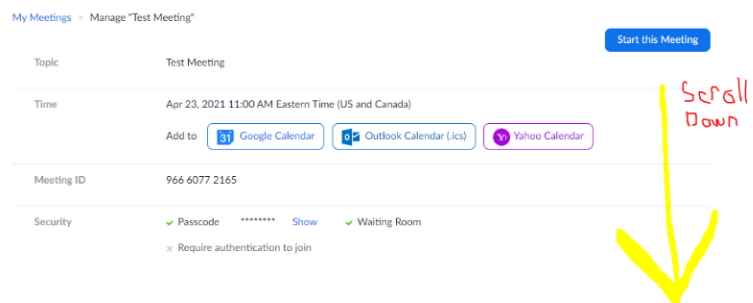 My Meetings > Manage "Test Meeting"
Start this Meeting
Topic Test Meeting
Time Apr 23, 2021 11:00 AM Eastern Time (US and Canada)
Add to 31 Google Calendar Outlook Calendar (.ics) Yahoo Calendar
Scroll
Down
Meeting ID 966 6077 2165
Security ✓ Passcode ******** Show ✓ Waiting Room
× Require authentication to join